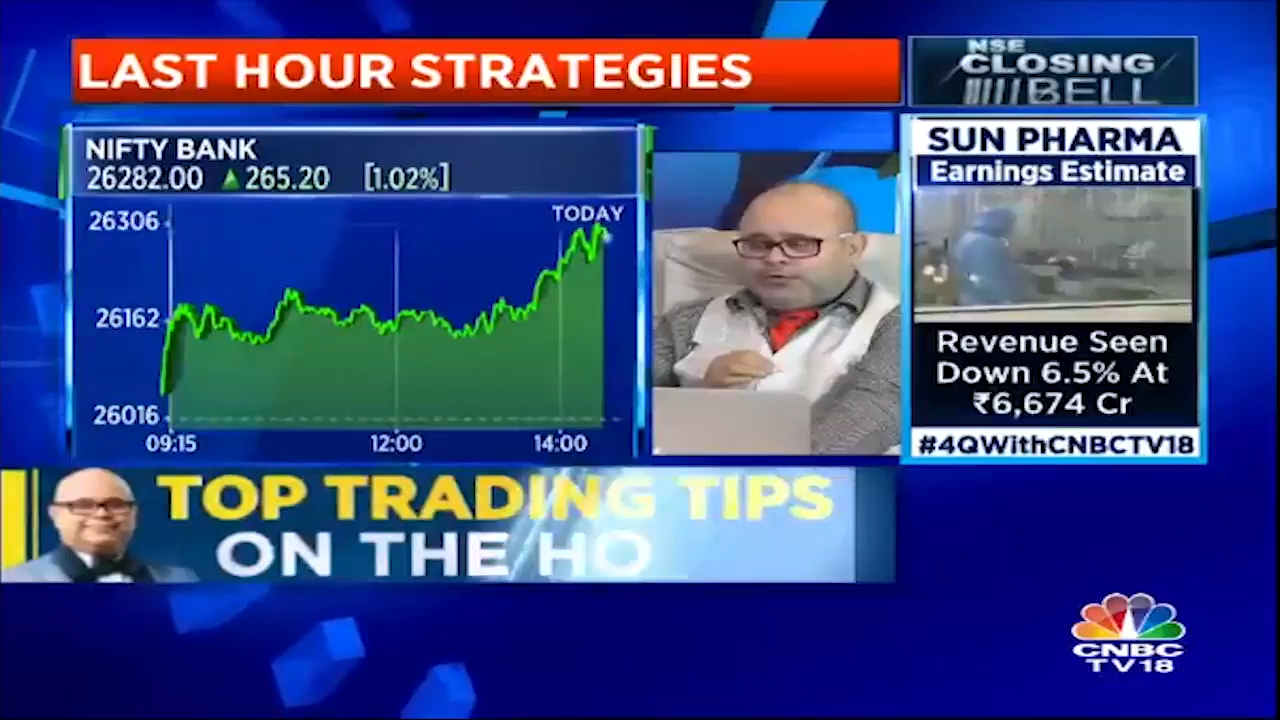 LAST HOUR STRATEGIES
NSE
CLOSING
BELL
NIFTY BANK
26282.00 ▲265.20 [1.02%]
26306
26162
26016
TODAY
09:15 12:00 14:00
SUN PHARMA
Earnings Estimate
Revenue Seen
Down 6.5% At
₹6,674 Cr
#4QWithCNBCTV18
TOP TRADING TIPS
ON THE HO
CNBC
TV18